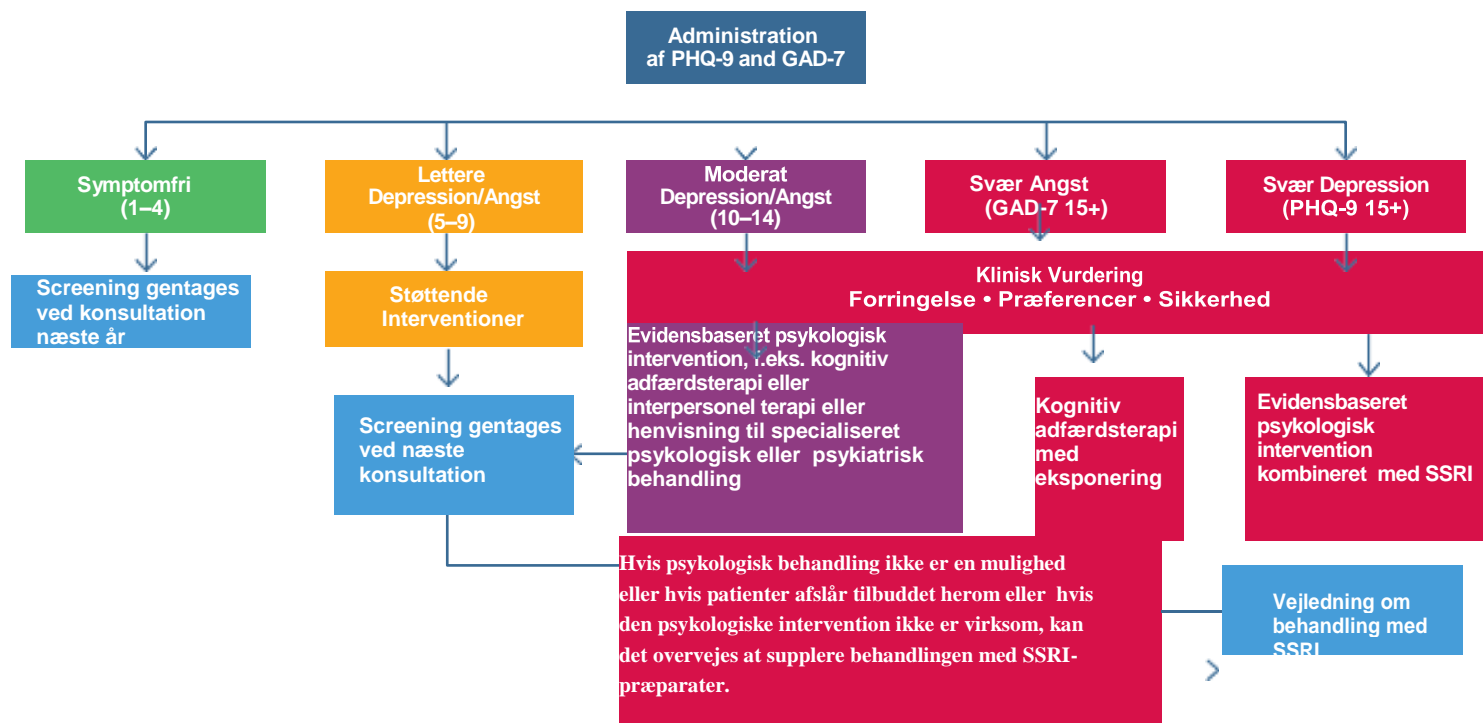 Administration
af PHQ-9 and GAD-7
Symptomfri
(1–4)
Lettere
Depression/Angst
(5–9)
Moderat
Depression/Angst
(10–14)
Svær Angst
(GAD-7 15+)
Svær Depression
(PHQ-9 15+)
Screening gentages
ved konsultation
næste år
Støttende
Interventioner
Klinisk Vurdering
Forringelse • Præferencer • Sikkerhed
Evidensbaseret psykologisk
intervention, f.eks. kognitiv
adfærdsterapi eller
interpersonel terapi eller
henvisning til specialiseret
psykologisk eller psykiatrisk
behandling
Kognitiv
adfærdsterapi
med
eksponering
Evidensbaseret
psykologisk
intervention
kombineret med SSRI
Screening gentages
ved næste
konsultation
Hvis psykologisk behandling ikke er en mulighed
eller hvis patienter afslår tilbuddet herom eller hvis
den psykologiske intervention ikke er virksom, kan
det overvejes at supplere behandlingen med SSRI-
præparater.
Vejledning om
behandling med
SSRI